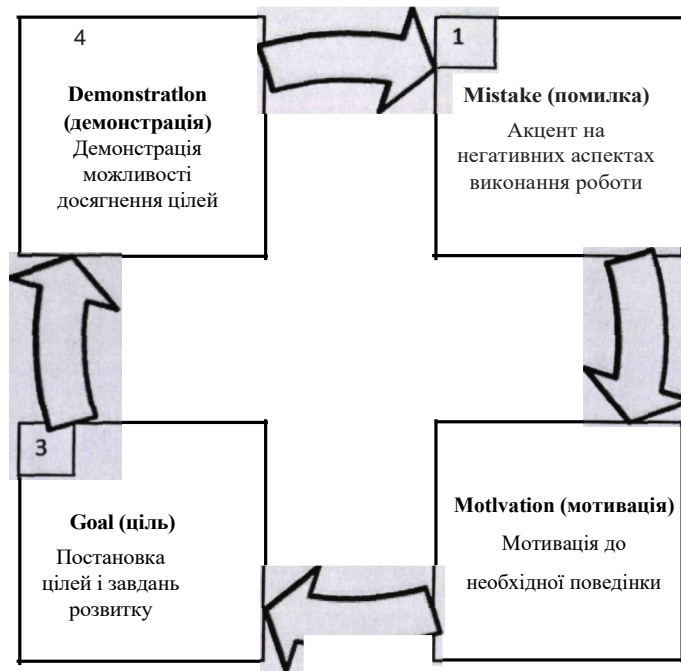 4
Demonstratlon
(демонстрація)
Демонстрація
можливості
досягнення цілей
1
Mistake (помилка)
Акцент на
негативних аспектах
виконання роботи
3
Goal (ціль)
Постановка
цілей і завдань
розвитку
Motlvation (мотивація)
Мотивація до
необхідної поведінки